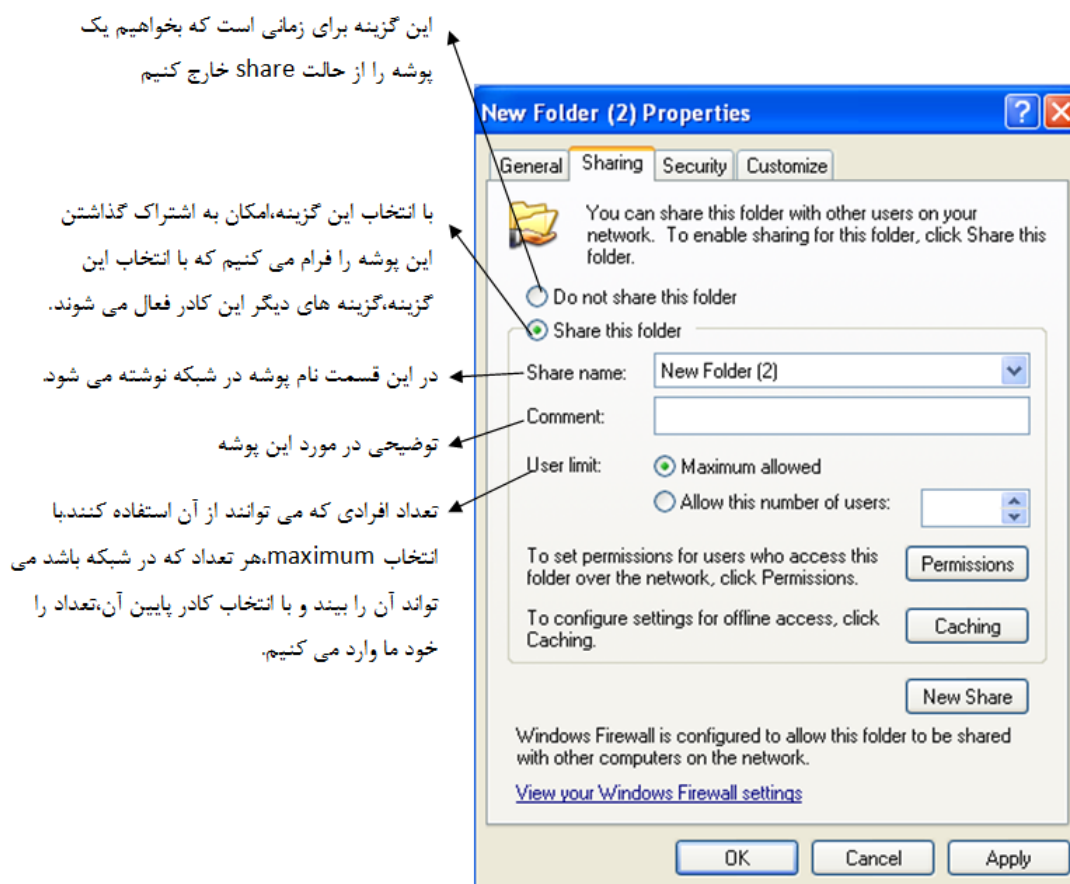 این گزینه برای زمانی است که بخواهیم یک
پوشه را از حالت share خارج کنیم
با انتخاب این گزینه،امکان به اشتراک گذاشتن
این پوشه را فرام می کنیم که با انتخاب این
گزینه،گزینه های دیگر این کادر فعال می شوند.
در این قسمت نام پوشه در شبکه نوشته می شود.
توضیحی در مورد این پوشه
تعداد افرادی که می توانند از آن استفاده کنند.با
انتخاب maximum،هر تعداد که در شبکه باشد می
تواند آن را بیند و با انتخاب کادر پایین آن،تعداد را
خود ما وارد می کنیم.
New Folder (2) Properties
General Sharing Security Customize
You can share this folder with other users on your
network. To enable sharing for this folder, click Share this
folder.
Do not share this folder
Share this folder
Share name: New Folder (2)
Comment:
User limit: Maximum allowed
Allow this number of users:
To set permissions for users who access this
folder over the network, click Permissions.
Permissions
To configure settings for offline access, click
Caching.
Caching
New Share
Windows Firewall is configured to allow this folder to be shared
with other computers on the network.
View your Windows Firewall settings
OK Cancel Apply